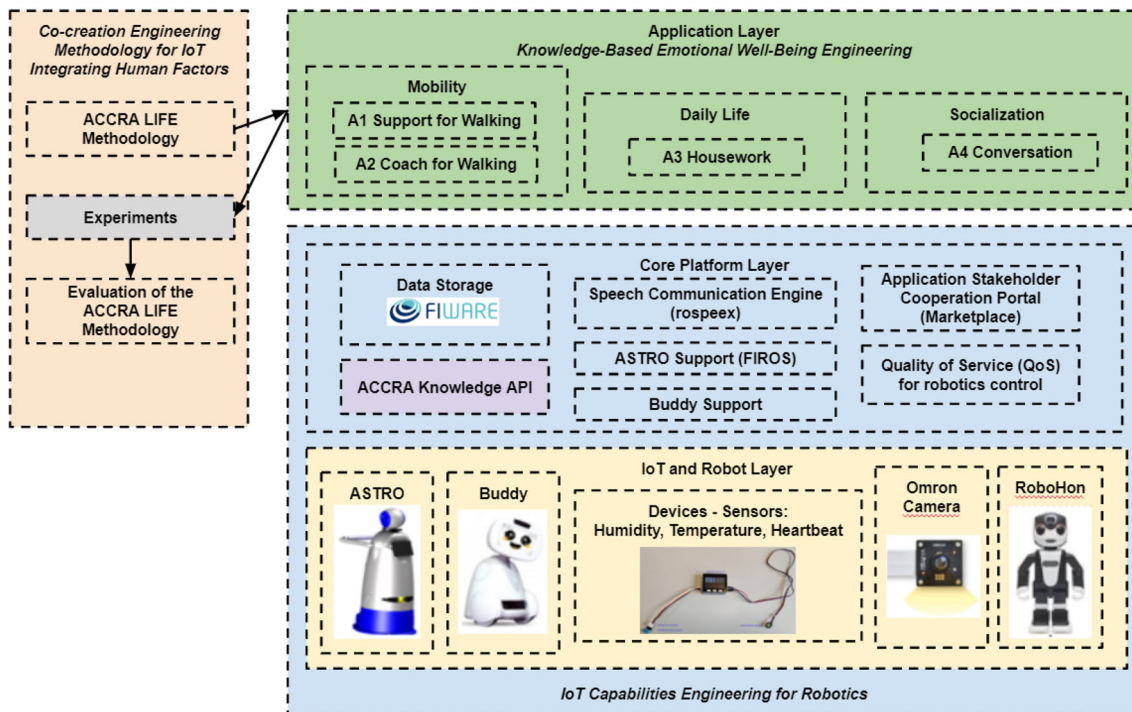 Co-creation Engineering
Methodology for IoT
Integrating Human Factors
ACCRA LIFE
Methodology
Experiments
Evaluation of the
ACCRA LIFE
Methodology
Application Layer
Knowledge-Based Emotional Well-Being Engineering
Mobility
A1 Support for Walking
A2 Coach for Walking
Daily Life
A3 Housework
Socialization
A4 Conversation
Core Platform Layer
Data Storage
FIWARE
ACCRA Knowledge API
Speech Communication Engine
(rospeex)
ASTRO Support (FIROS)
Buddy Support
Application Stakeholder
Cooperation Portal
(Marketplace)
Quality of Service (QoS)
for robotics control
IoT and Robot Layer
ASTRO
Buddy
Devices - Sensors:
Humidity, Temperature, Heartbeat
Omron
Camera
RoboHon
IoT Capabilities Engineering for Robotics